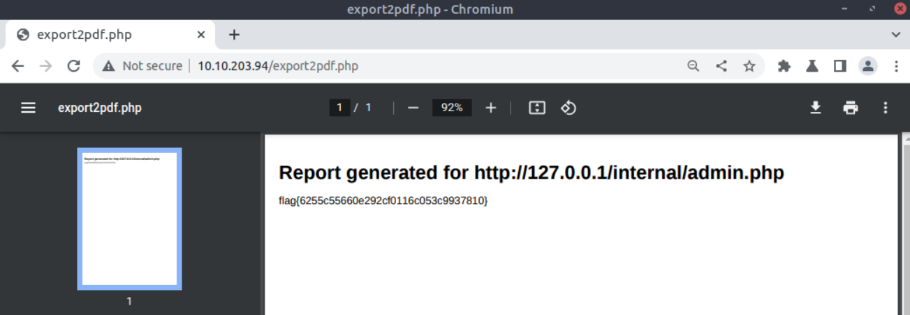 export2pdf.php - Chromium
export2pdf.php
Not secure | 10.10.203.94/export2pdf.php
export2pdf.php
1 / 1
92%
Report generated for http://127.0.0.1/internal/admin.php
flag{6255c55660e292cf0116c053c9937810}
1